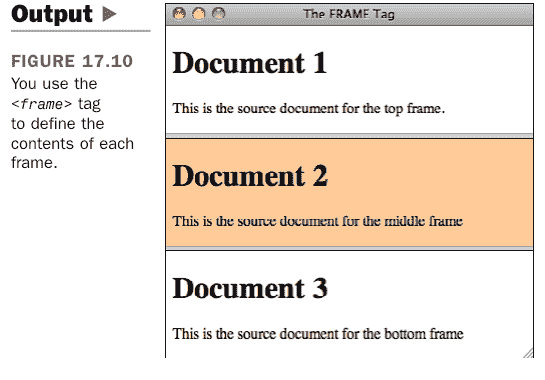 Output ►
FIGURE 17.10
You use the
<frame> tag
to define the
contents of each
frame.
The FRAME Tag
Document 1
This is the source document for the top frame.
Document 2
This is the source document for the middle frame
Document 3
This is the source document for the bottom frame